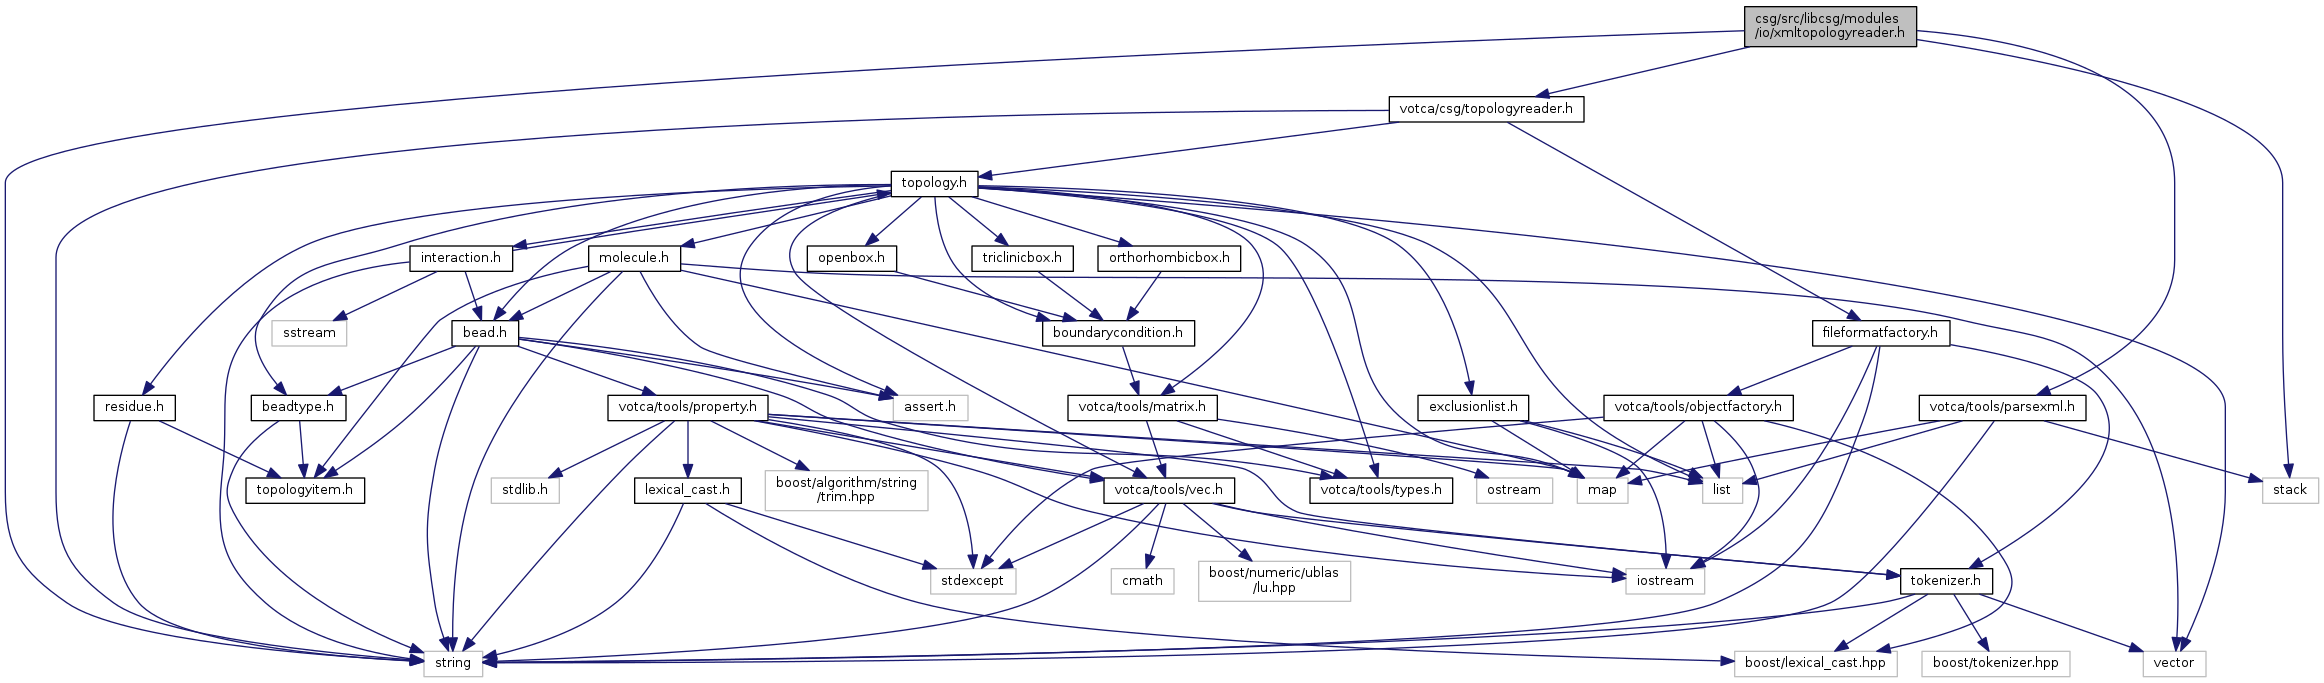 csg/src/libcsg/modules
/io/xmltopologyreader.h
votca/csg/topologyreader.h
topology.h
interaction.h
molecule.h
openbox.h
triclinicbox.h
orthorhombicbox.h
sstream
bead.h
boundarycondition.h
fileformatfactory.h
residue.h
beadtype.h
votca/tools/property.h
assert.h
votca/tools/matrix.h
exclusionlist.h
votca/tools/objectfactory.h
votca/tools/parsexml.h
topologyitem.h
stdlib.h
lexical_cast.h
boost/algorithm/string
/trim.hpp
votca/tools/vec.h
votca/tools/types.h
ostream
map
list
stack
stdexcept
cmath
boost/numeric/ublas
/lu.hpp
iostream
tokenizer.h
string
boost/lexical_cast.hpp
boost/tokenizer.hpp
vector